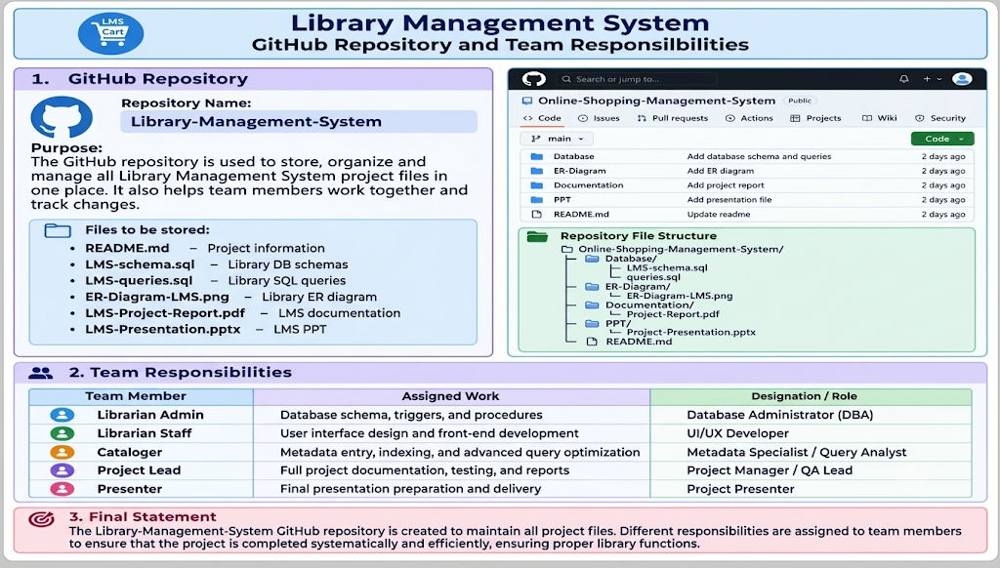 LMS
Cart
Library Management System
GitHub Repository and Team Responsibilities
1. GitHub Repository
Repository Name:
Library-Management-System
Purpose:
The GitHub repository is used to store, organize and
manage all Library Management System project files in
one place. It also helps team members work together and
track changes.
Files to be stored:
• README.md – Project information
• LMS-schema.sql – Library DB schemas
• LMS-queries.sql – Library SQL queries
• ER-Diagram-LMS.png – Library ER diagram
• LMS-Project-Report.pdf – LMS documentation
• LMS-Presentation.pptx – LMS PPT
Search or jump to...
Online-Shopping-Management-System Public
Code Issues Pull requests Actions Projects Wiki Security
main Code
Database Add database schema and queries 2 days ago
ER-Diagram Add ER diagram 2 days ago
Documentation Add project report 2 days ago
PPT Add presentation file 2 days ago
README.md Update readme 2 days ago
Repository File Structure
Online-Shopping-Management-System/
Database/
LMS-schema.sql
queries.sql
ER-Diagram/
ER-Diagram-LMS.png
Documentation/
Project-Report.pdf
PPT/
Project-Presentation.pptx
README.md
2. Team Responsibilities
Team Member Assigned Work Designation / Role
Librarian Admin Database schema, triggers, and procedures Database Administrator (DBA)
Librarian Staff User interface design and front-end development UI/UX Developer
Cataloger Metadata entry, indexing, and advanced query optimization Metadata Specialist / Query Analyst
Project Lead Full project documentation, testing, and reports Project Manager / QA Lead
Presenter Final presentation preparation and delivery Project Presenter
3. Final Statement
The Library-Management-System GitHub repository is created to maintain all project files. Different responsibilities are assigned to team members
to ensure that the project is completed systematically and efficiently, ensuring proper library functions.